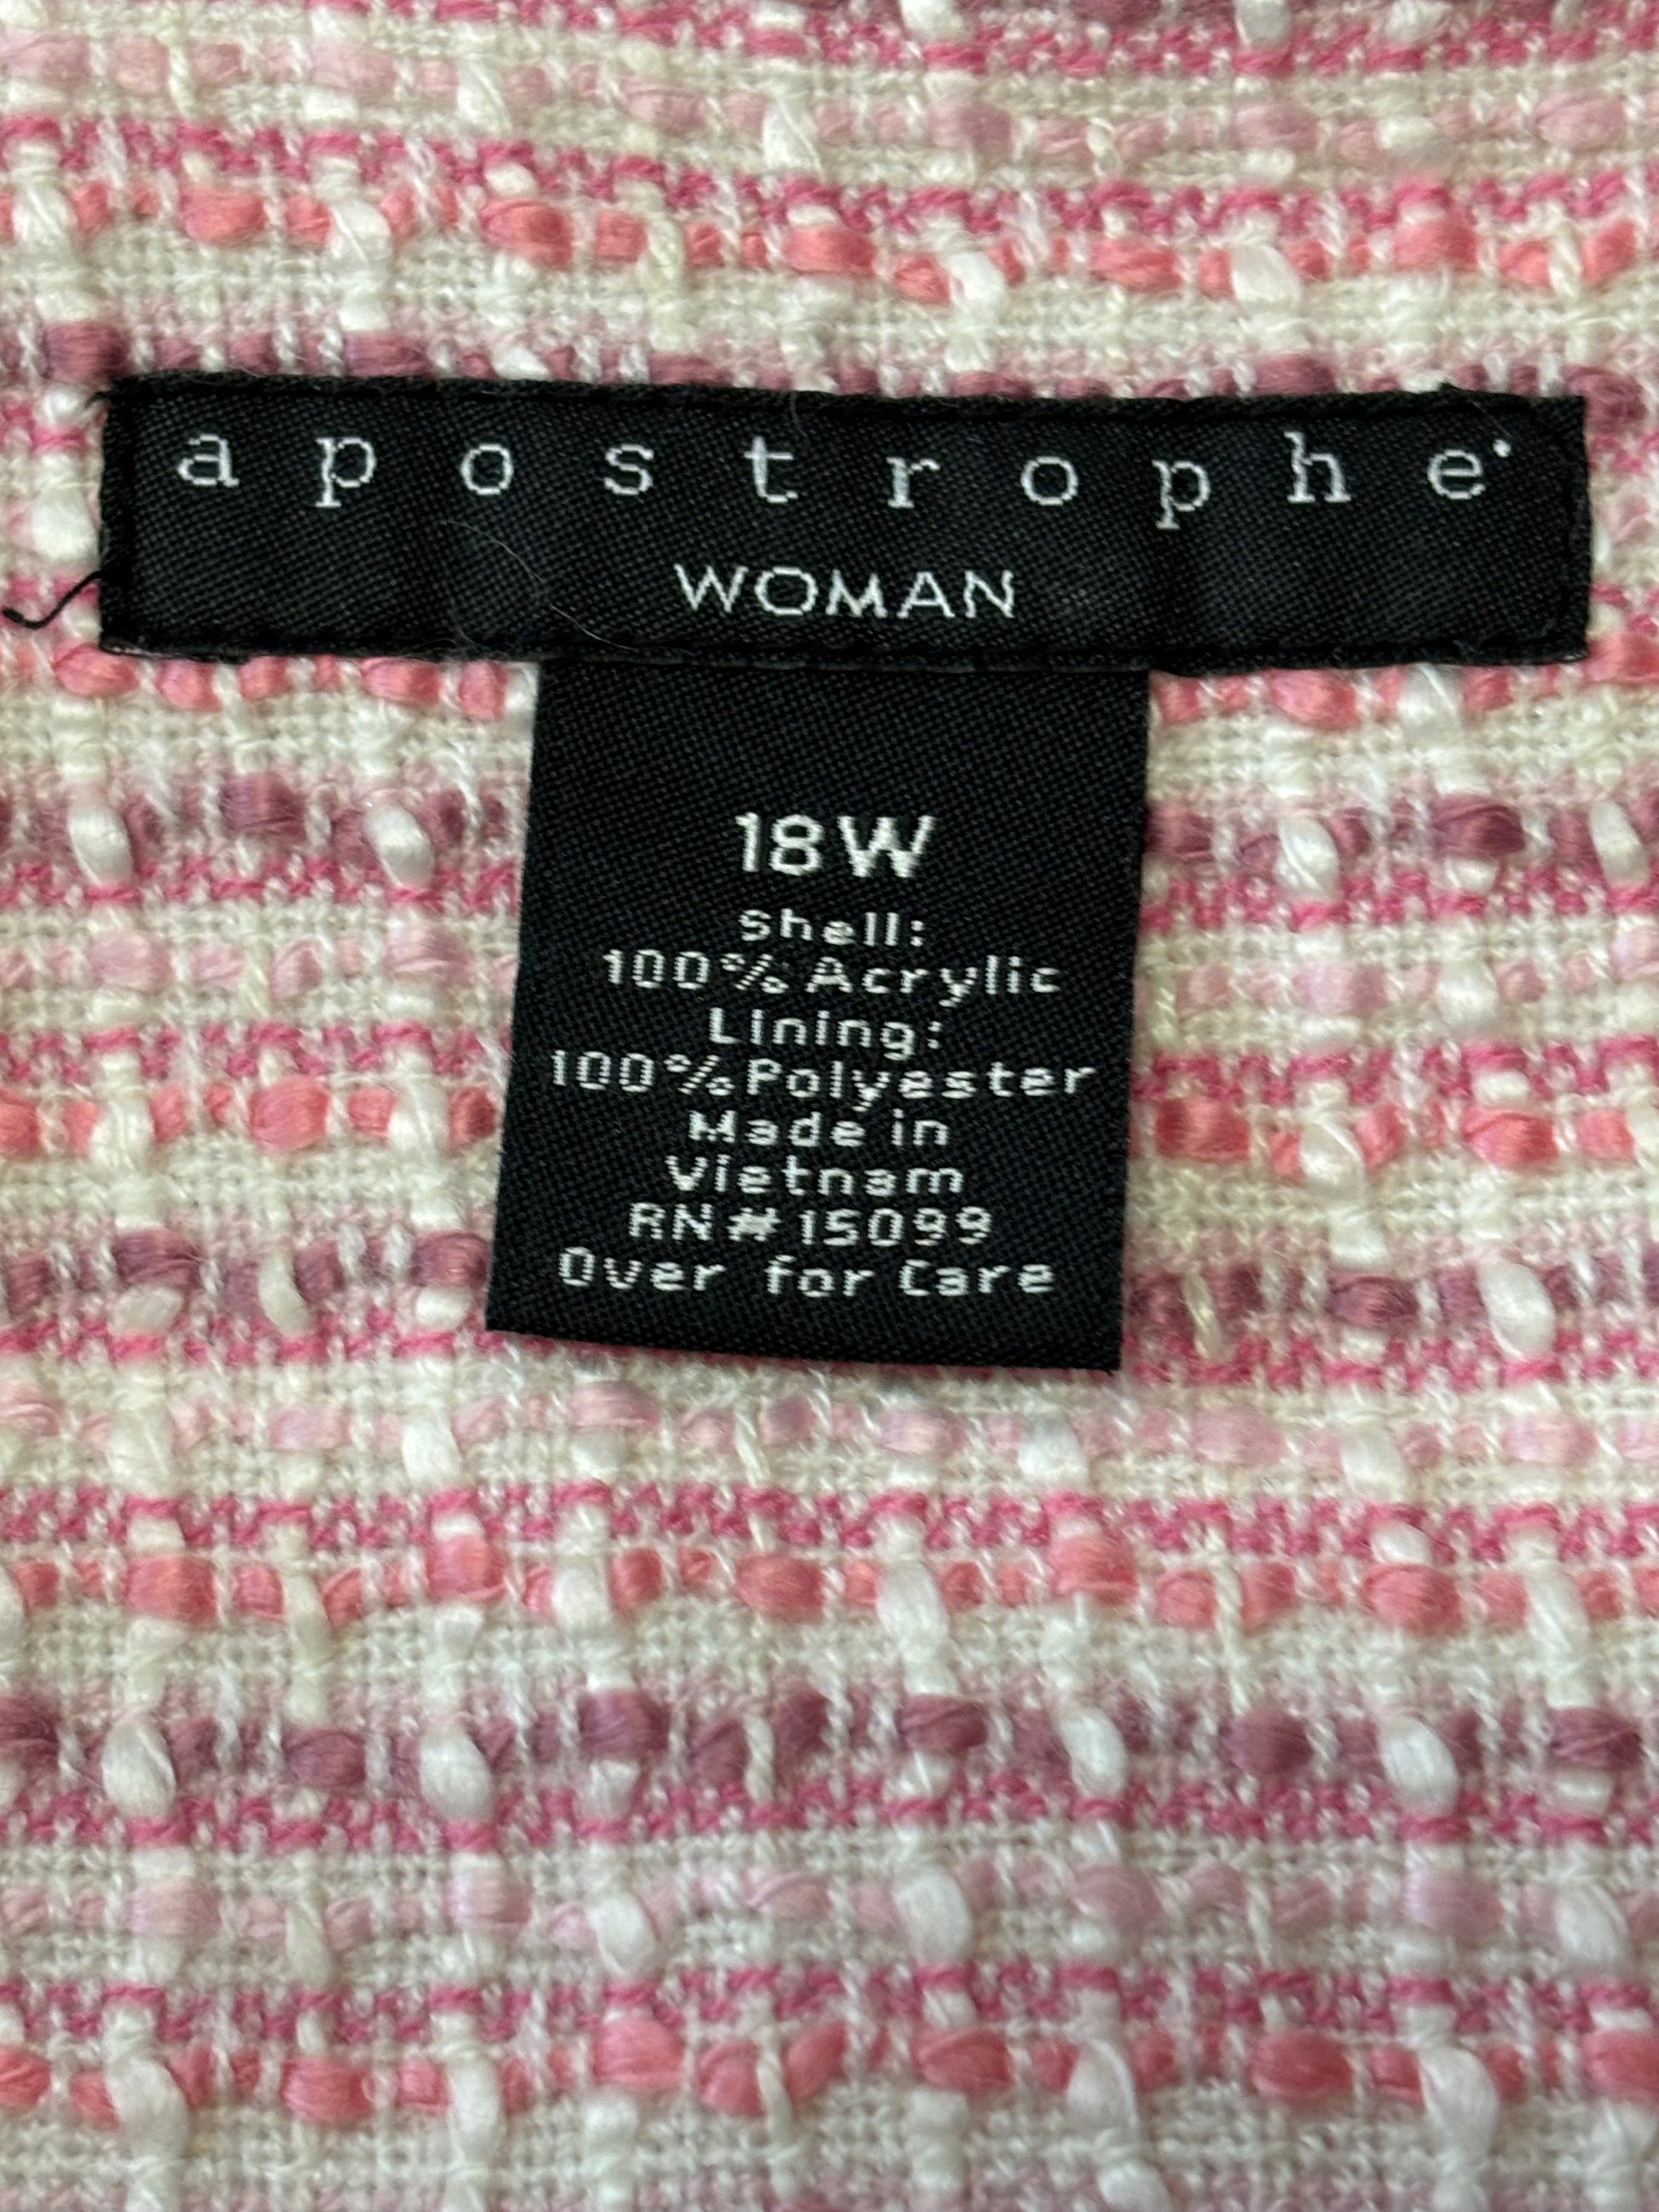 apostrophe
WOMAN
18W
Shell:
100% Acrylic
Lining:
100% Polyester
Made in
Vietnam
RN#15099
Over for Care